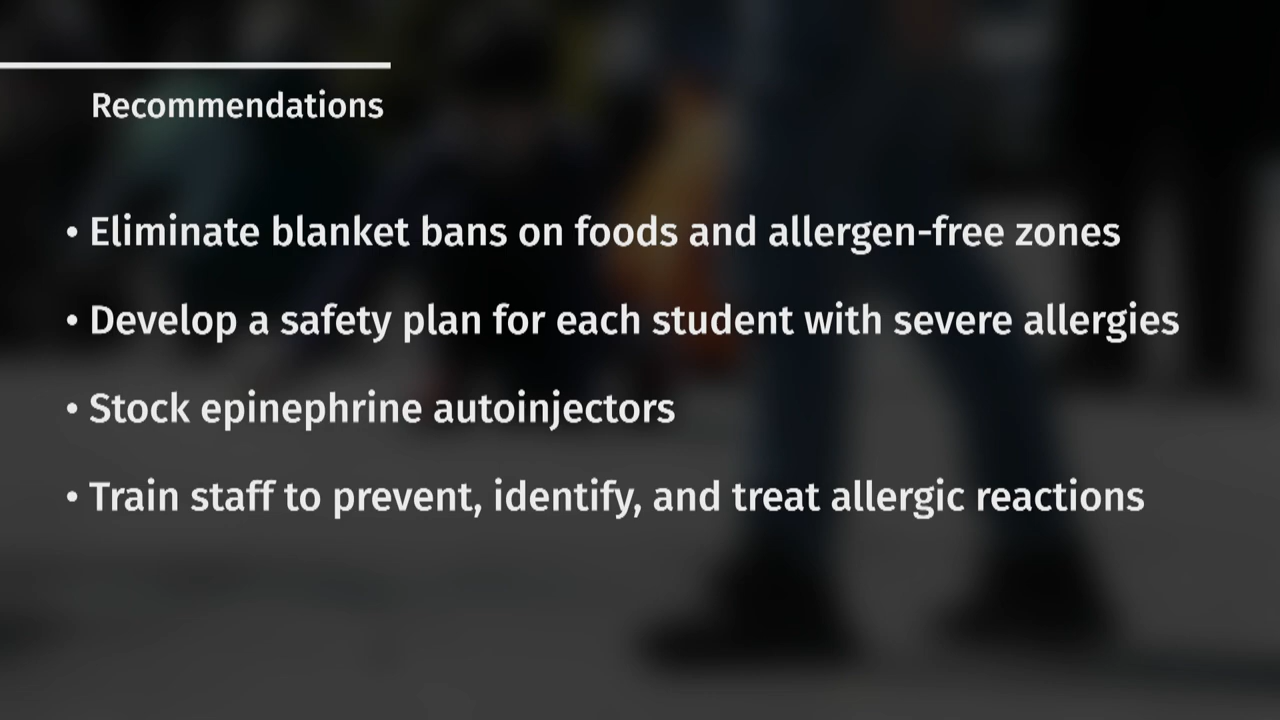 Recommendations
• Eliminate blanket bans on foods and allergen-free zones
• Develop a safety plan for each student with severe allergies
• Stock epinephrine autoinjectors
• Train staff to prevent, identify, and treat allergic reactions